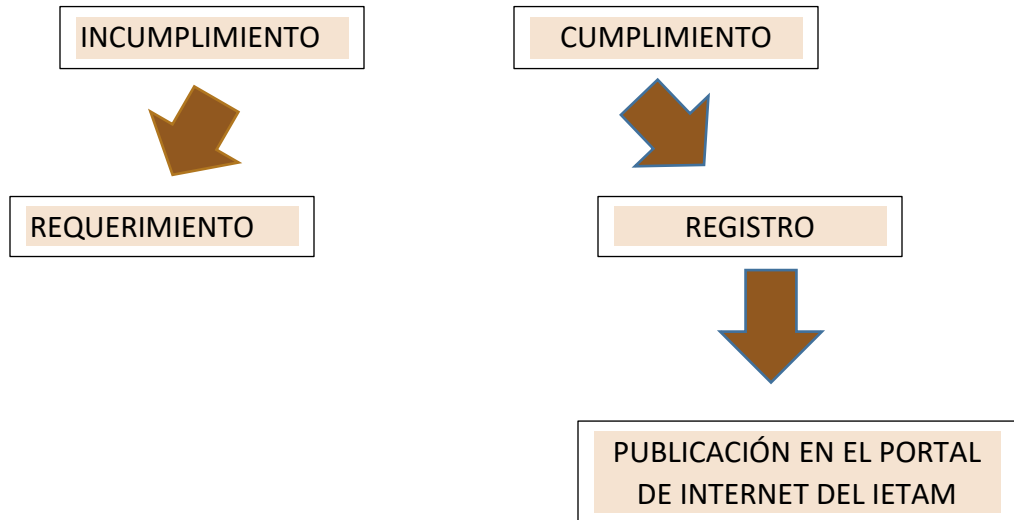 INCUMPLIMIENTO
CUMPLIMIENTO
REQUERIMIENTO
REGISTRO
PUBLICACIÓN EN EL PORTAL
DE INTERNET DEL IETAM